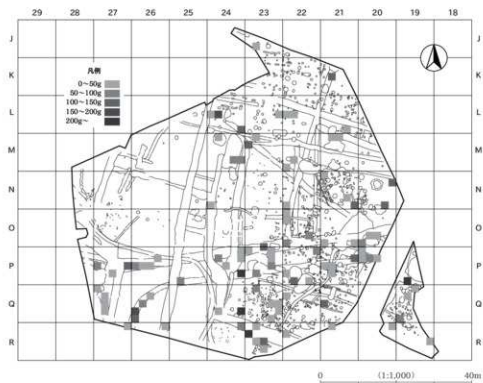 29 28 27 26 25 24 23 22 21 20 19 18
J
K
L
M
N
O
P
Q
R
凡例
0～50g
50～100g
100～150g
150～200g
200g～
0 (1:1,000) 40m